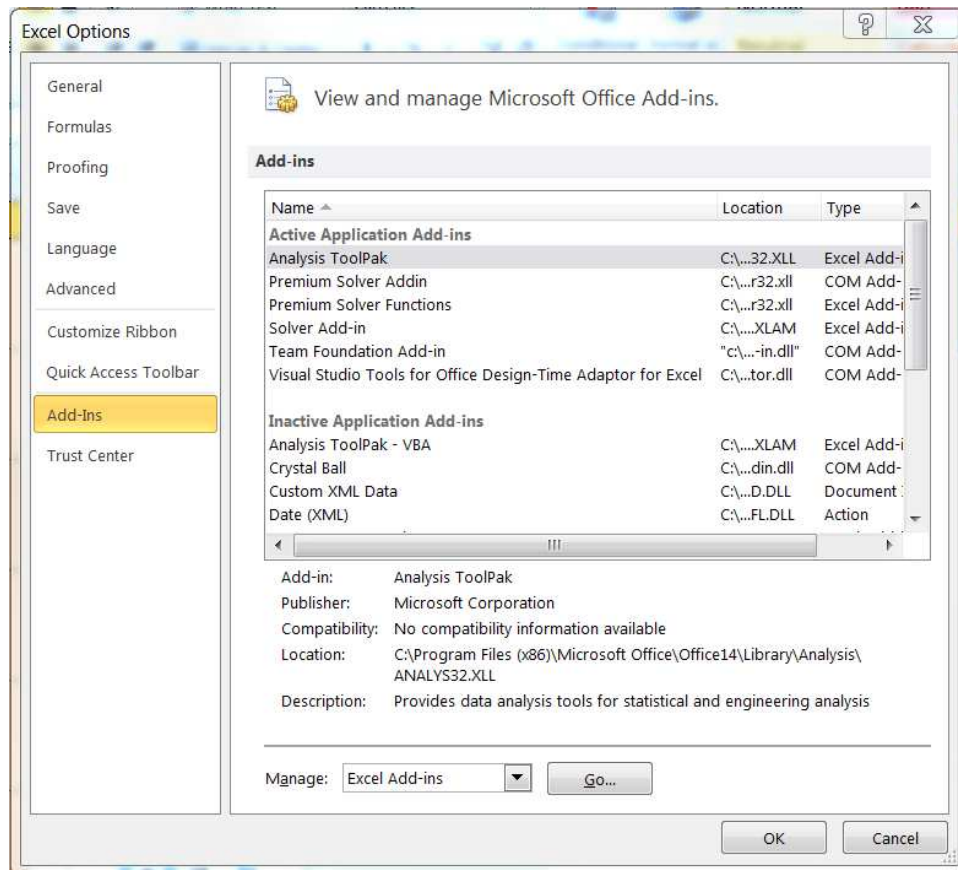 Excel Options
General
Formulas
Proofing
Save
Language
Advanced
Customize Ribbon
Quick Access Toolbar
Add-Ins
Trust Center
View and manage Microsoft Office Add-ins.
Add-ins
Name Location Type
Active Application Add-ins
Analysis ToolPak C:\...32.XLL Excel Add-i
Premium Solver Addin C:\...r32.xll COM Add-
Premium Solver Functions C:\...r32.xll Excel Add-i
Solver Add-in C:\....XLAM Excel Add-i
Team Foundation Add-in "c:\...-in.dll" COM Add-
Visual Studio Tools for Office Design-Time Adaptor for Excel C:\...tor.dll COM Add-
Inactive Application Add-ins
Analysis ToolPak - VBA C:\....XLAM Excel Add-i
Crystal Ball C:\...din.dll COM Add-
Custom XML Data C:\...D.DLL Document
Date (XML) C:\...FL.DLL Action
Add-in: Analysis ToolPak
Publisher: Microsoft Corporation
Compatibility: No compatibility information available
Location: C:\Program Files (x86)\Microsoft Office\Office14\Library\Analysis\
ANALYS32.XLL
Description: Provides data analysis tools for statistical and engineering analysis
Manage: Excel Add-ins Go...
OK Cancel